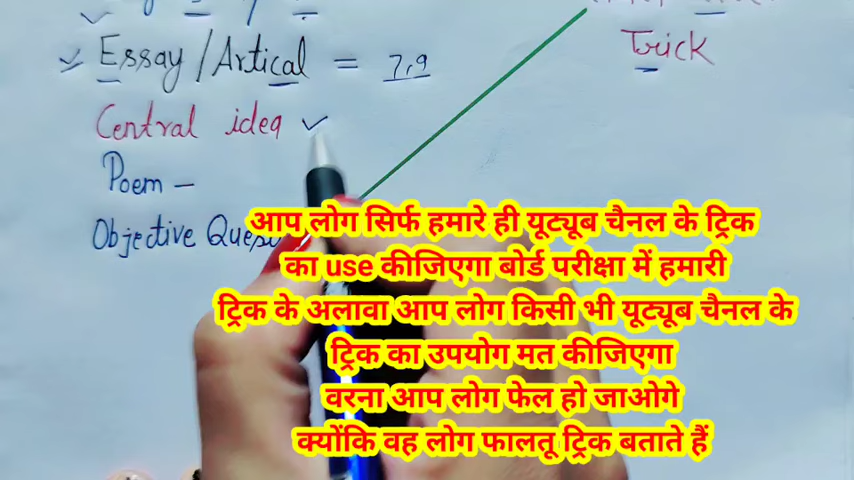 Trick
Essay/Artical = 7,9
Central idea
Poem -
Objective
आप लोग सिर्फ हमारे ही यूट्यूब चैनल के ट्रिक
का use कीजिएगा बोर्ड परीक्षा में हमारी
ट्रिक के अलावा आप लोग किसी भी यूट्यूब चैनल के
ट्रिक का उपयोग मत कीजिएगा
वरना आप लोग फेल हो जाओगे
क्योंकि वह लोग फालतू ट्रिक बताते हैं